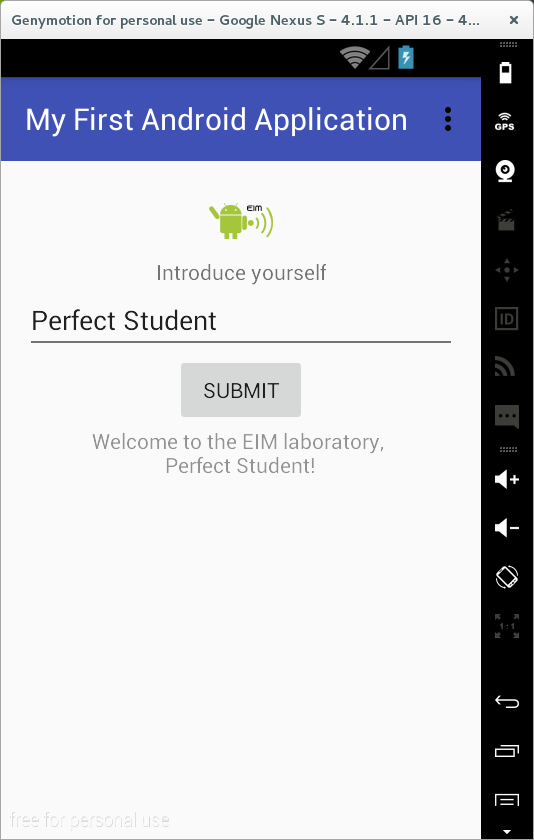 Genymotion for personal use – Google Nexus S – 4.1.1 – API 16 – 4...
My First Android Application
GPS
EIM
Introduce yourself
Perfect Student
ID
SUBMIT
Welcome to the EIM laboratory,
Perfect Student!
1:1
free for personal use